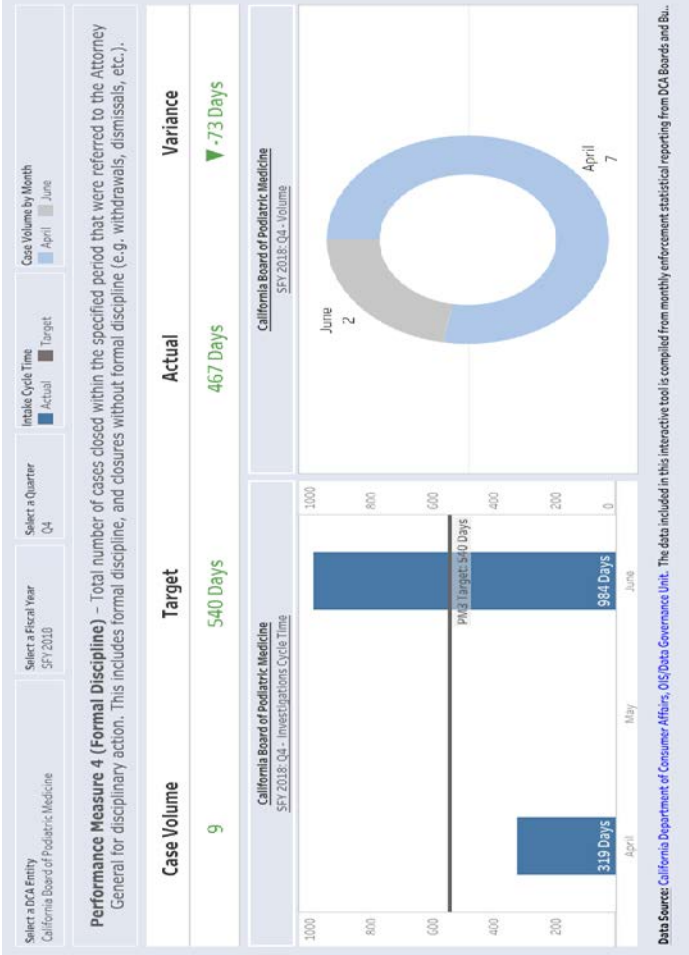 Select a DCA Entity
California Board of Podiatric Medicine
Select a Fiscal Year
SFY 2018
Select a Quarter
Q4
Intake Cycle Time
Actual Target
Case Volume by Month
April June
Performance Measure 4 (Formal Discipline) – Total number of cases closed within the specified period that were referred to the Attorney
General for disciplinary action. This includes formal discipline, and closures without formal discipline (e.g. withdrawals, dismissals, etc.).
Case Volume
9
Target
540 Days
Actual
467 Days
Variance
▼ -73 Days
California Board of Podiatric Medicine
SFY 2018: Q4 - Investigations Cycle Time
1000
800
600
400
200
PM3 Target: 540 Days
319 Days
984 Days
1000
800
600
400
200
0
April
May
June
California Board of Podiatric Medicine
SFY 2018: Q4 - Volume
June
2
April
7
Data Source: California Department of Consumer Affairs, OIS/Data Governance Unit. The data included in this interactive tool is compiled from monthly enforcement statistical reporting from DCA Boards and Bu..